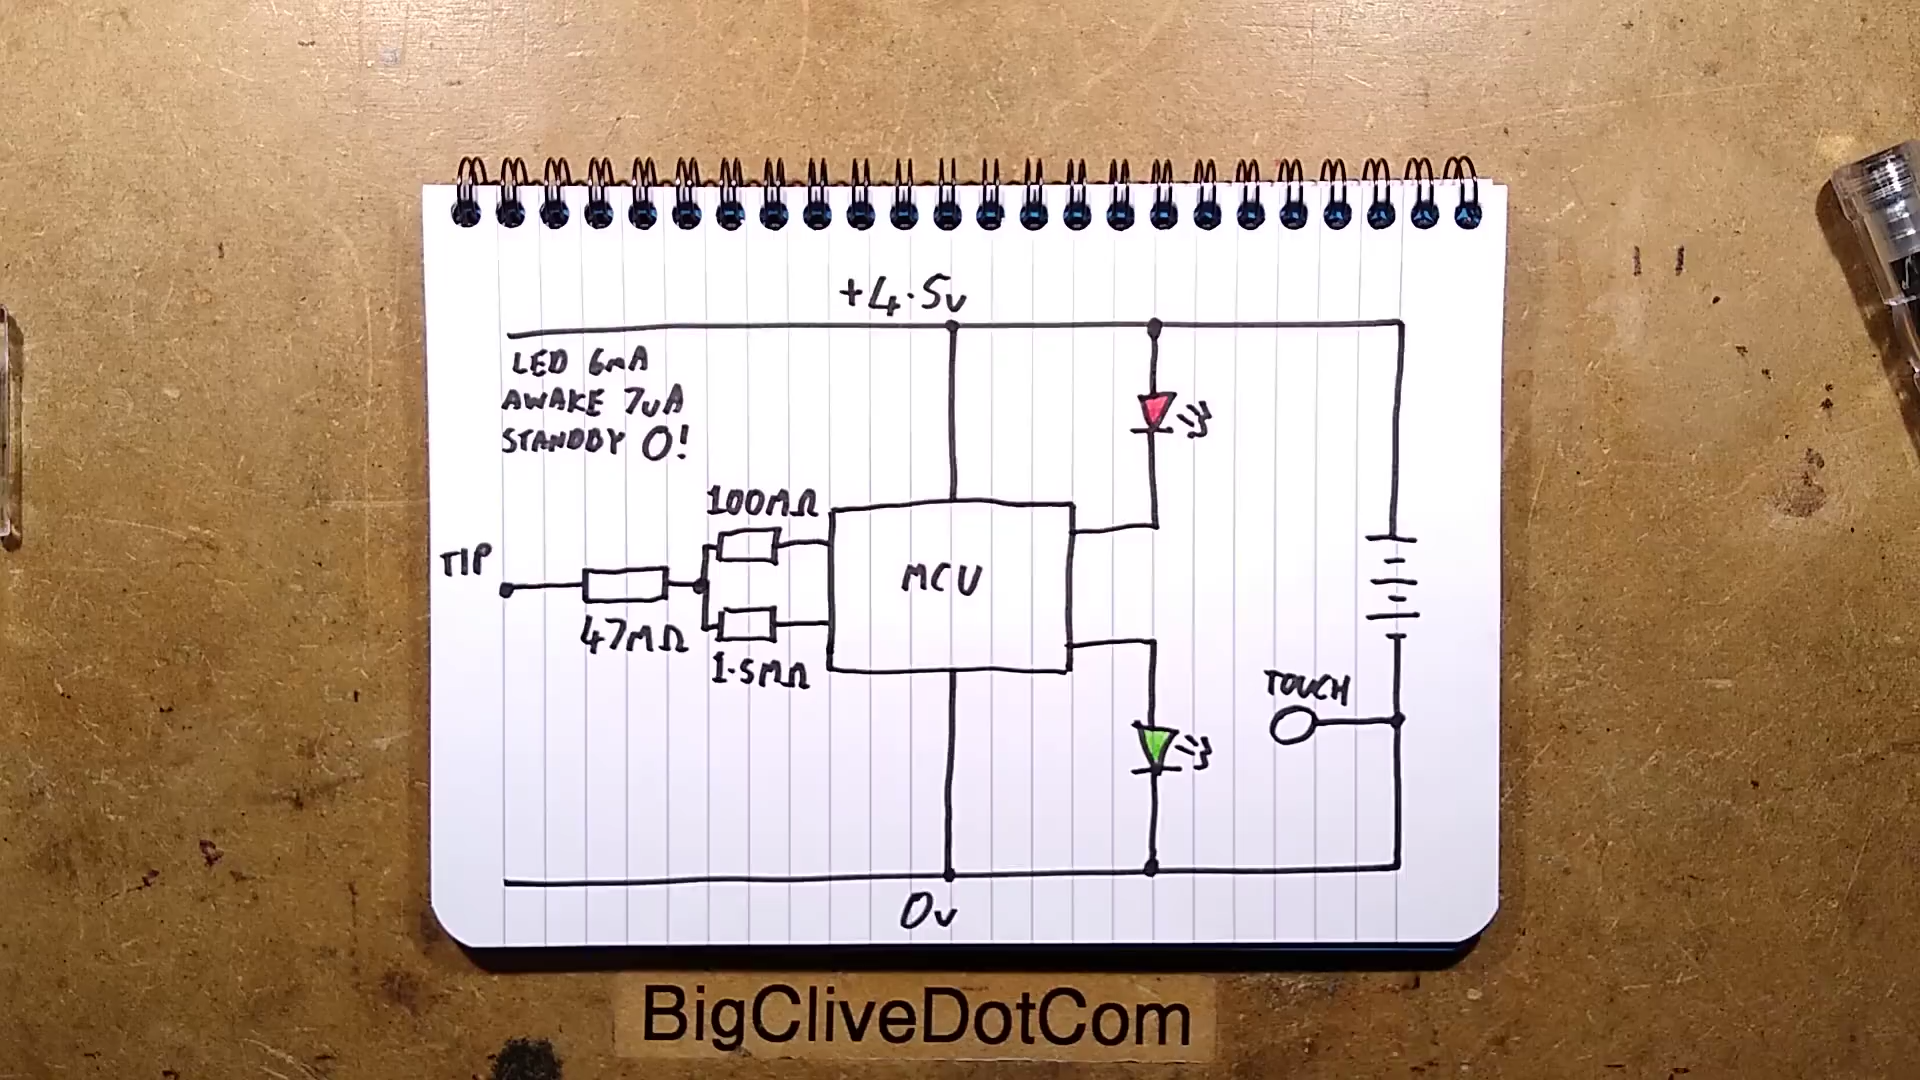 +4.5v
LED 6mA
AWAKE 7uA
STANDBY 0!
100MΩ
TIP
MCU
47MΩ
1.5MΩ
TOUCH
0v
BigCliveDotCom